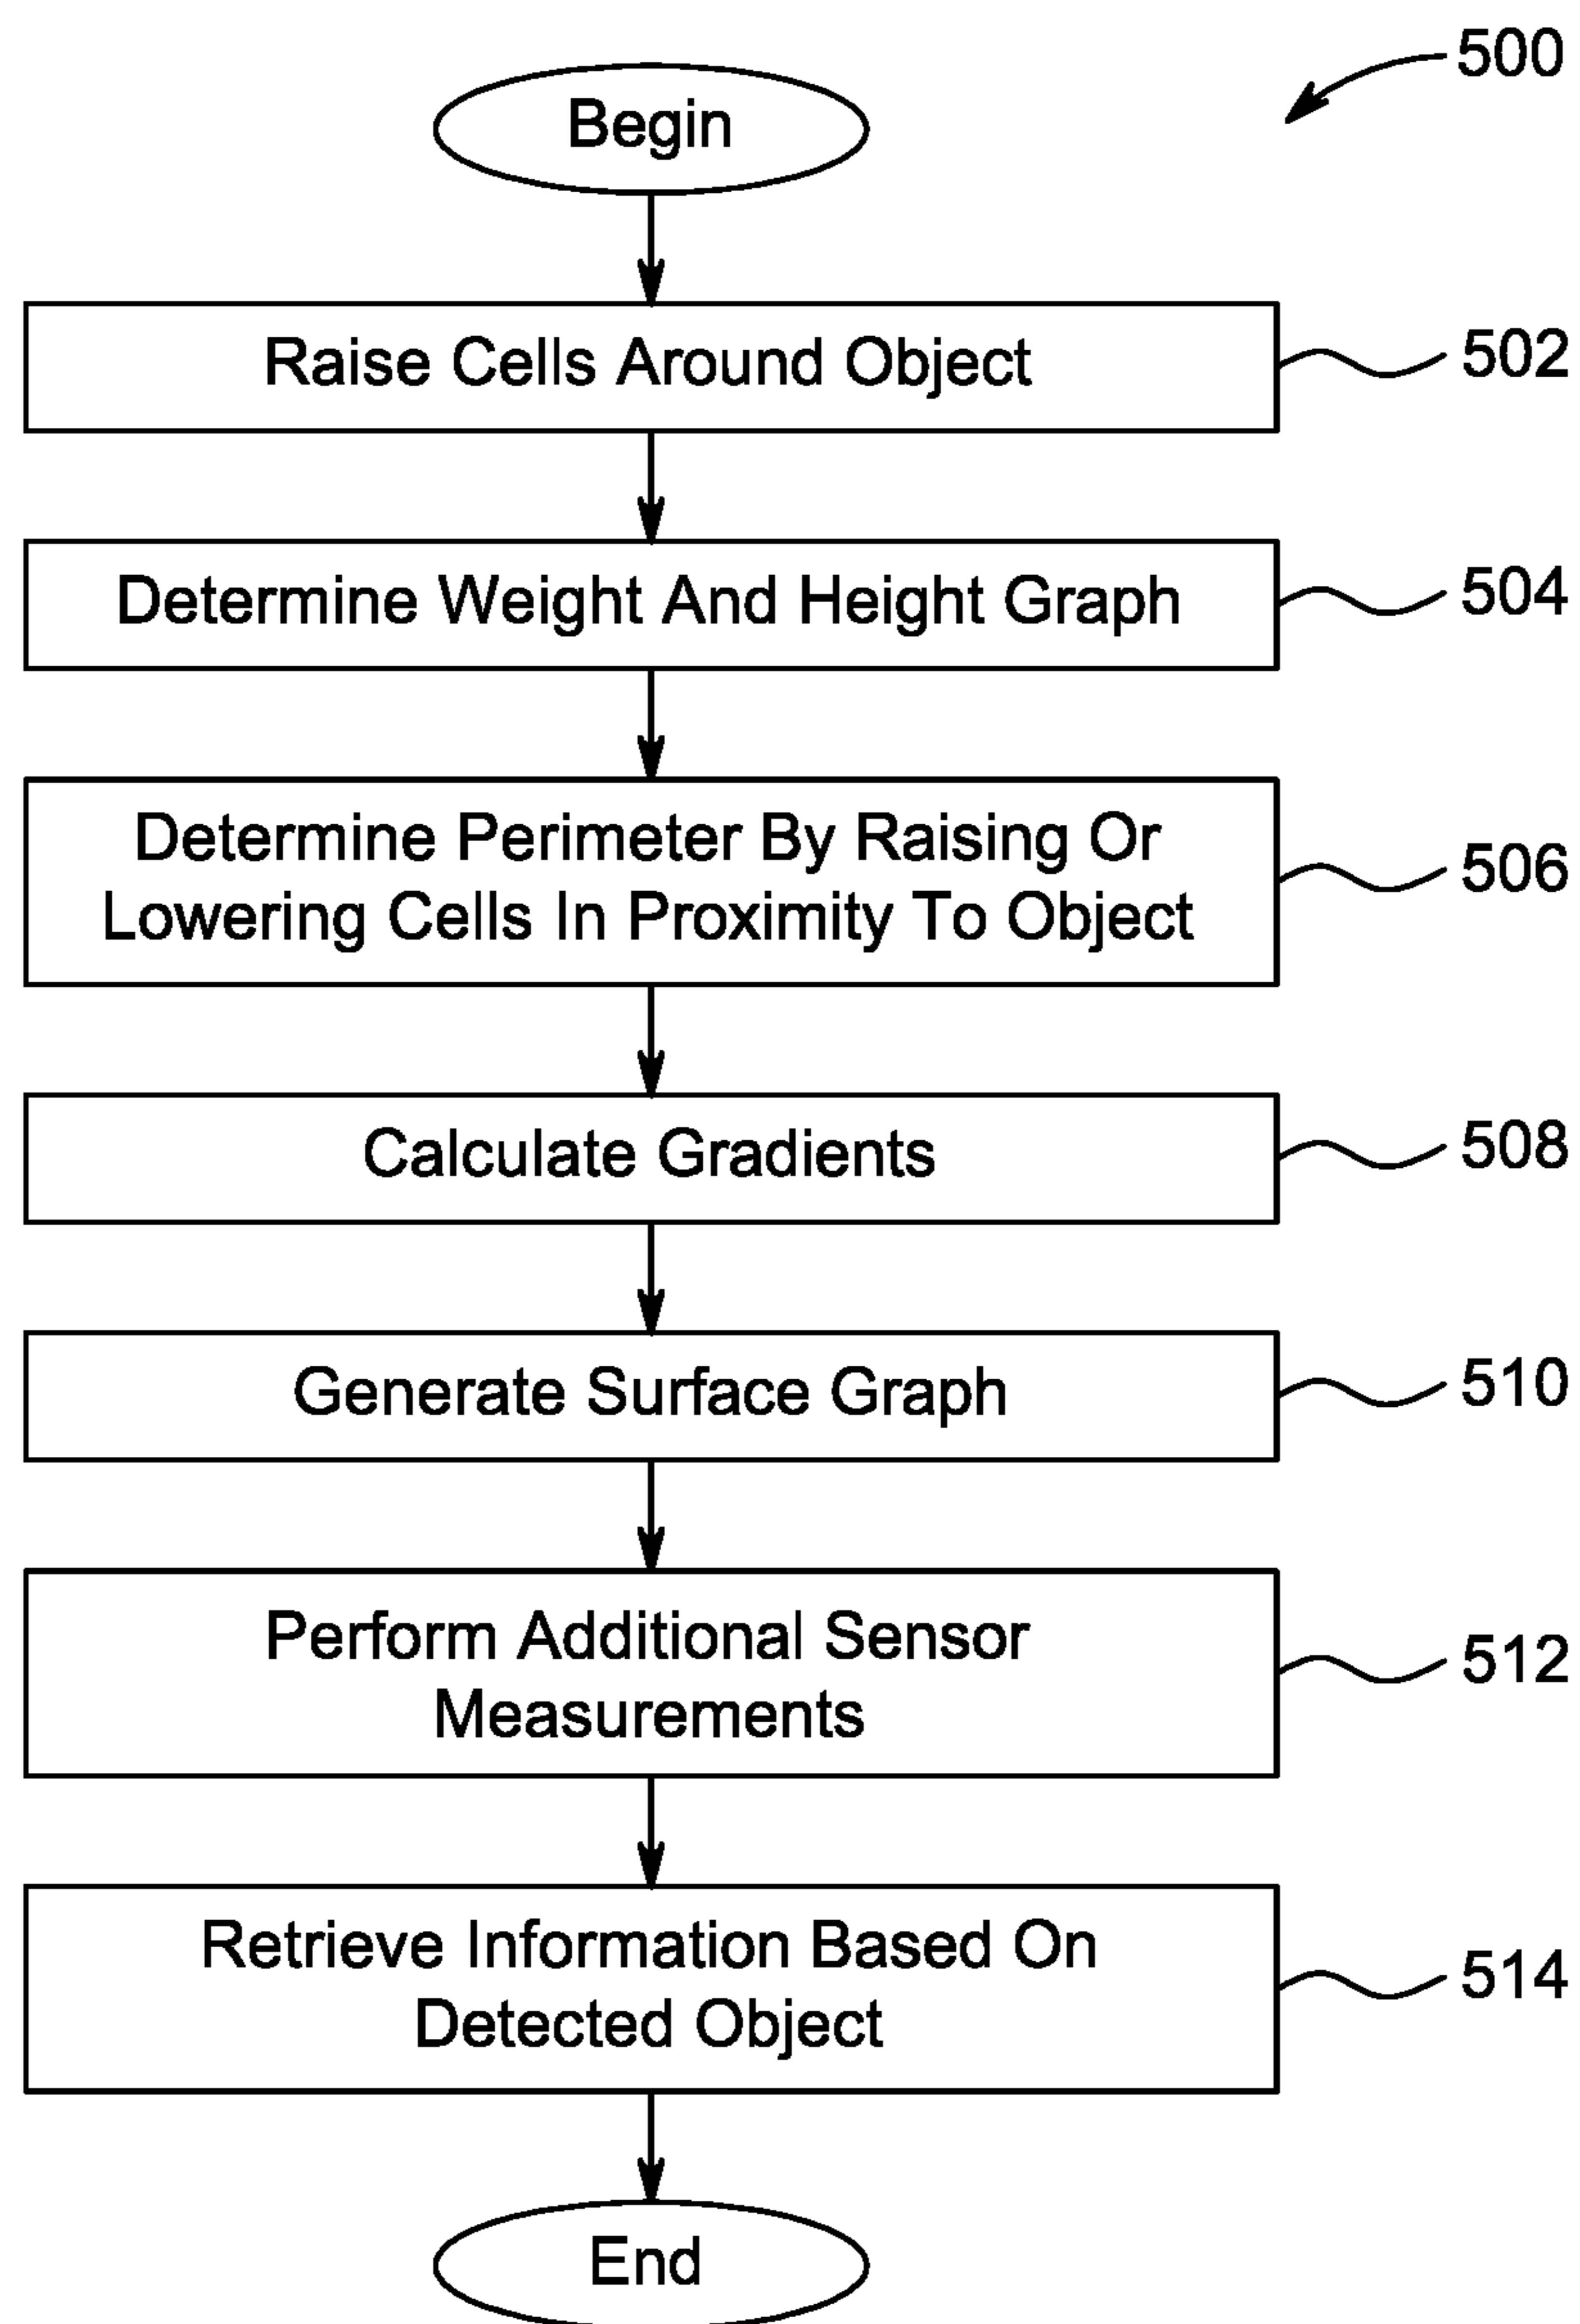 500
Begin
Raise Cells Around Object
502
Determine Weight And Height Graph
504
Determine Perimeter By Raising Or
Lowering Cells In Proximity To Object
506
Calculate Gradients
508
Generate Surface Graph
510
Perform Additional Sensor
Measurements
512
Retrieve Information Based On
Detected Object
514
End